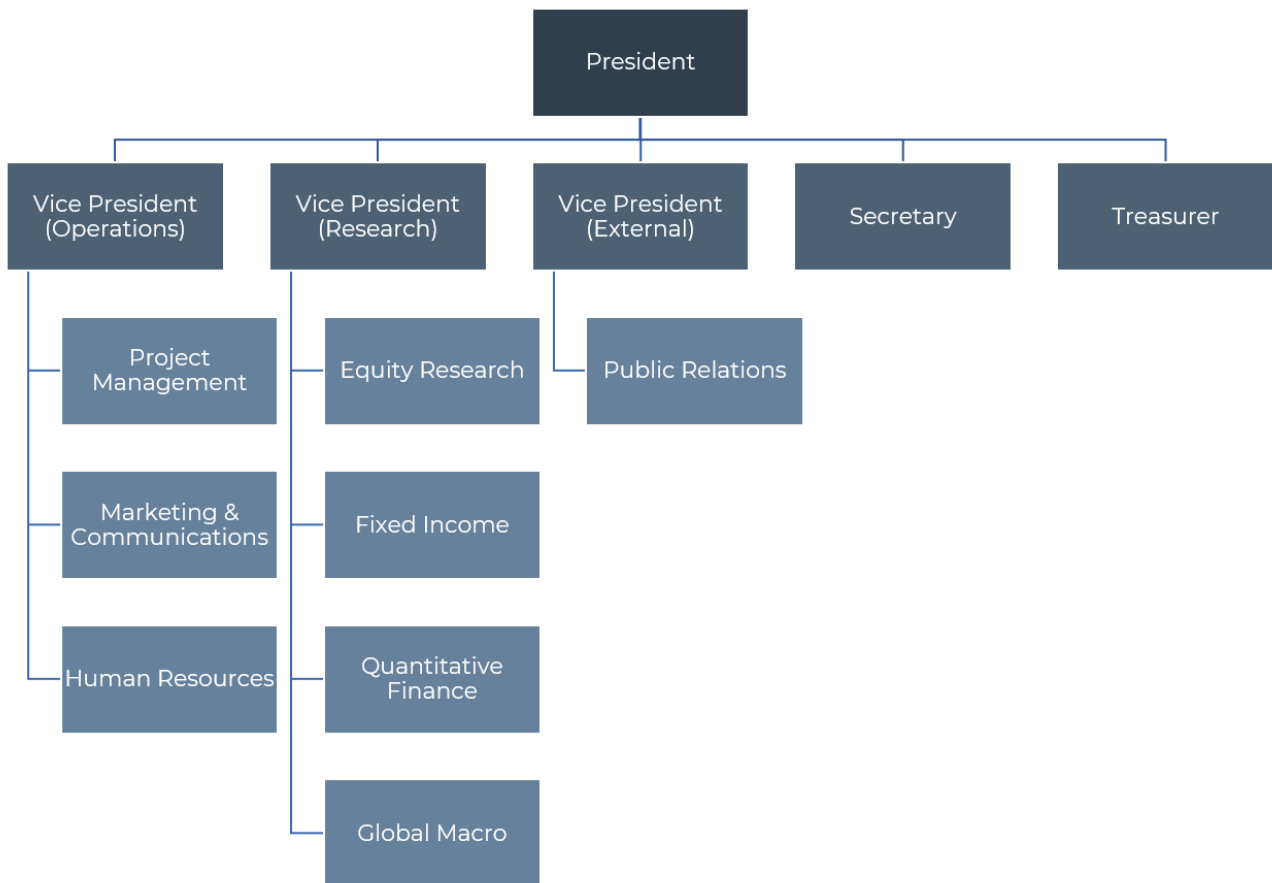 President
Vice President
(Operations)
Vice President
(Research)
Vice President
(External)
Secretary
Treasurer
Project
Management
Equity Research
Public Relations
Marketing &
Communications
Fixed Income
Human Resources
Quantitative
Finance
Global Macro